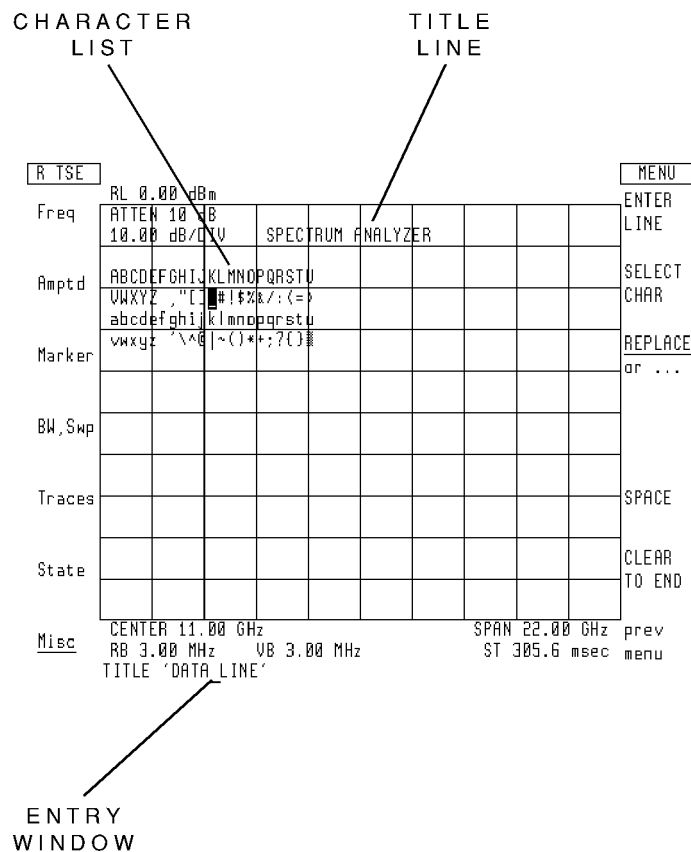 CHARACTER
LIST
TITLE
LINE
R TSE
MENU
RL 0.00 dBm
ATTEN 10 dB
10.00 dB/DIV SPECTRUM ANALYZER
Freq
Amptd
Marker
BW,Swp
Traces
State
Misc
ABCDEFGHIJKLMNOPQRSTU
VWXYZ ,"[] #!$%&/:(=)
abcdefghijklmnopqrstu
vwxyz '\^@|~()*+;?{}
ENTER
LINE
SELECT
CHAR
REPLACE
or ...
SPACE
CLEAR
TO END
prev
menu
CENTER 11.00 GHz SPAN 22.00 GHz
RB 3.00 MHz VB 3.00 MHz ST 305.6 msec
TITLE 'DATA LINE'
ENTRY
WINDOW